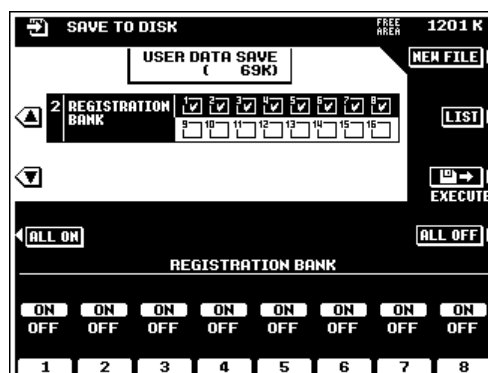 SAVE TO DISK
FREE AREA 1201 K
USER DATA SAVE
( 69K)
NEW FILE
2 REGISTRATION BANK
1 2 3 4 5 6 7 8
9 10 11 12 13 14 15 16
LIST
EXECUTE
ALL ON
ALL OFF
REGISTRATION BANK
ON ON ON ON ON ON ON ON
OFF OFF OFF OFF OFF OFF OFF OFF
1 2 3 4 5 6 7 8